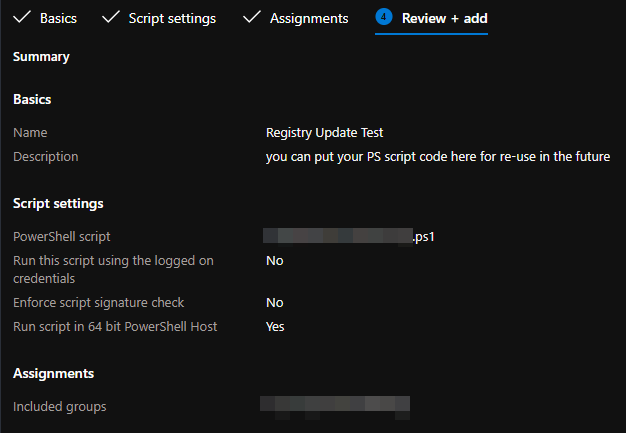 Basics Script settings Assignments 4 Review + add
Summary
Basics
Name Registry Update Test
Description you can put your PS script code here for re-use in the future
Script settings
PowerShell script .ps1
Run this script using the logged on No
credentials
Enforce script signature check No
Run script in 64 bit PowerShell Host Yes
Assignments
Included groups